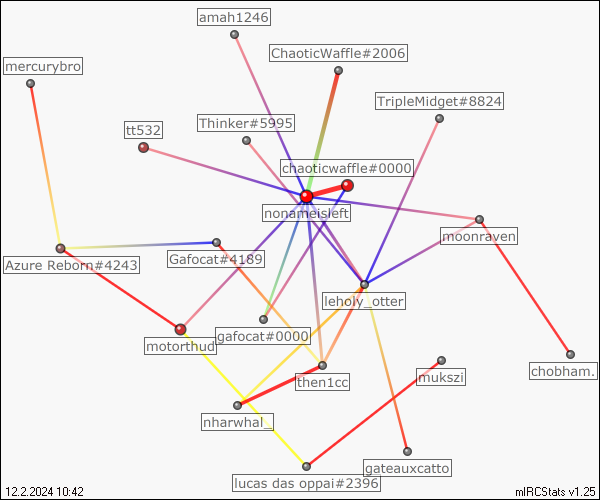 amah1246
ChaoticWaffle#2006
mercurybro
TripleMidget#8824
Thinker#5995
tt532
chaoticwaffle#0000
nonameisleft
moonraven
Azure Reborn#4243
Gafocat#4189
leholy_otter
gafocat#0000
motorthud_
chobham.
then1cc
mukszi
nharwhal_
gateauxcatto
lucas das oppai#2396
12.2.2024 10:42
mIRCStats v1.25